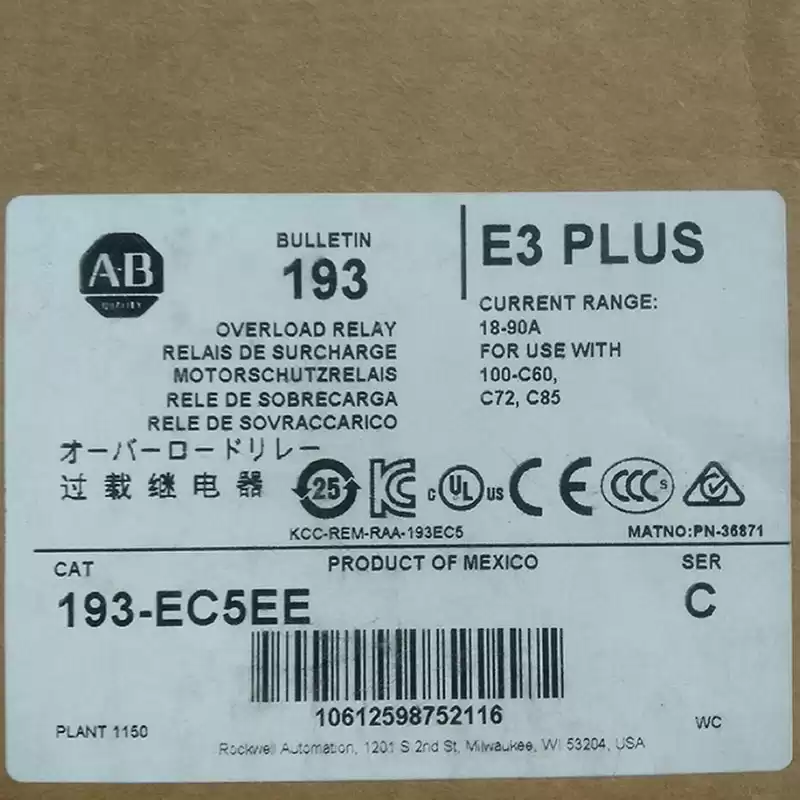 A-B
QUALITY
BULLETIN
193
E3 PLUS
CURRENT RANGE:
18-90A
FOR USE WITH
100-C60,
C72, C85
OVERLOAD RELAY
RELAIS DE SURCHARGE
MOTORSCHUTZRELAIS
RELE DE SOBRECARGA
RELE DE SOVRACCARICO
オーバーロードリレー
过载继电器
25
KC
C UL US
CE
CCC S
KCC-REM-RAA-193EC5
MATNO:PN-36871
CAT
PRODUCT OF MEXICO
SER
193-EC5EE
C
10612598752116
PLANT 1150
WC
Rockwell Automation, 1201 S 2nd St, Milwaukee, WI 53204, USA